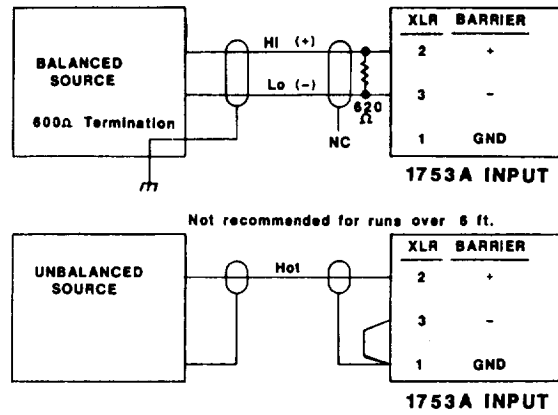 XLR BARRIER
HI (+)
2 +
BALANCED
SOURCE
Lo (-)
3 -
620
Ω
600Ω Termination
NC
1 GND
1753A INPUT
Not recommended for runs over 6 ft.
XLR BARRIER
UNBALANCED
SOURCE
Hot
2 +
3 -
1 GND
1753A INPUT